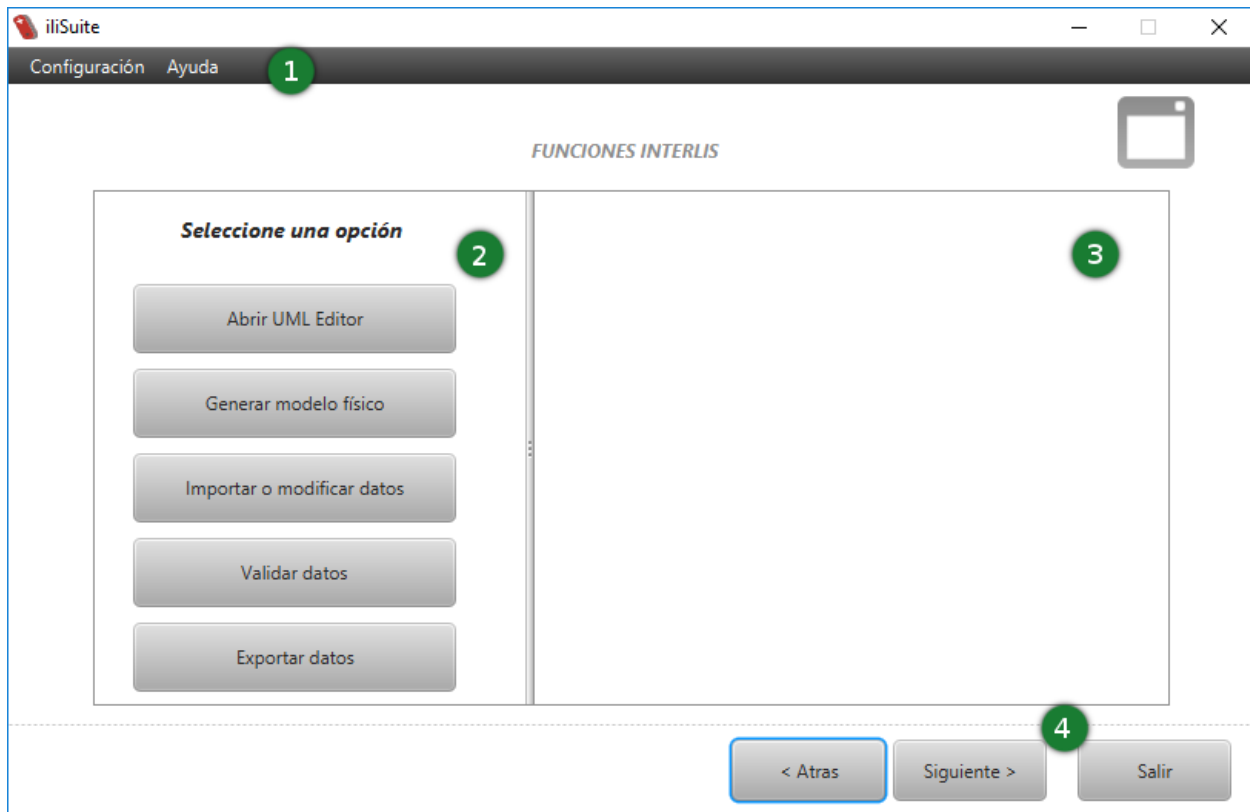 iliSuite
Configuración Ayuda 1
FUNCIONES INTERLIS
Seleccione una opción
2
3
Abrir UML Editor
Generar modelo físico
Importar o modificar datos
Validar datos
Exportar datos
4
< Atras Siguiente > Salir